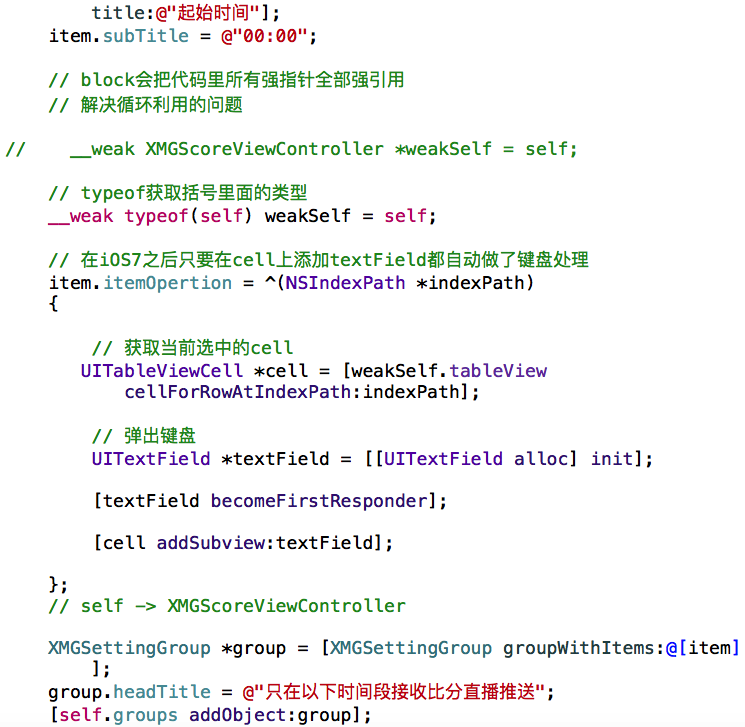 title:@"起始时间"];
item.subTitle = @"00:00";
// block会把代码里所有强指针全部强引用
// 解决循环利用的问题
//    __weak XMGScoreViewController *weakSelf = self;
// typeof获取括号里面的类型
__weak typeof(self) weakSelf = self;
// 在iOS7之后只要在cell上添加textField都自动做了键盘处理
item.itemOpertion = ^(NSIndexPath *indexPath)
{
// 获取当前选中的cell
UITableViewCell *cell = [weakSelf.tableView
cellForRowAtIndexPath:indexPath];
// 弹出键盘
UITextField *textField = [[UITextField alloc] init];
[textField becomeFirstResponder];
[cell addSubview:textField];
};
// self -> XMGScoreViewController
XMGSettingGroup *group = [XMGSettingGroup groupWithItems:@[item]
];
group.headTitle = @"只在以下时间段接收比分直播推送";
[self.groups addObject:group];